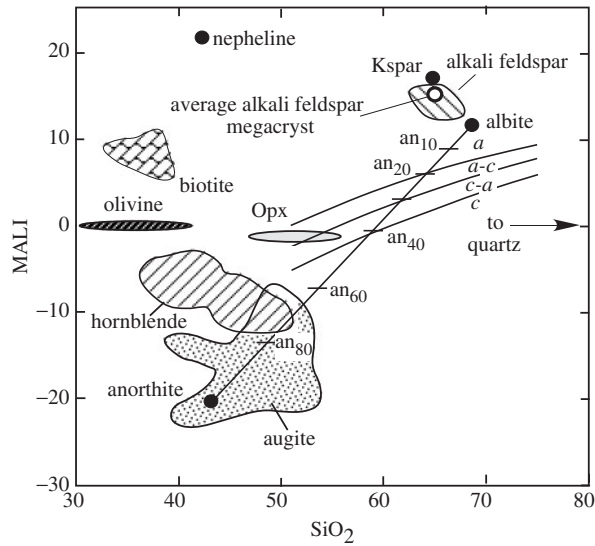 20
10
0
−10
−20
−30
MALI
30
40
50
60
70
80
SiO2
nepheline
Kspar
alkali feldspar
average alkali feldspar
megacryst
albite
an10
a
an20
a-c
c-a
c
biotite
olivine
Opx
an40
to
quartz
an60
hornblende
an80
anorthite
augite